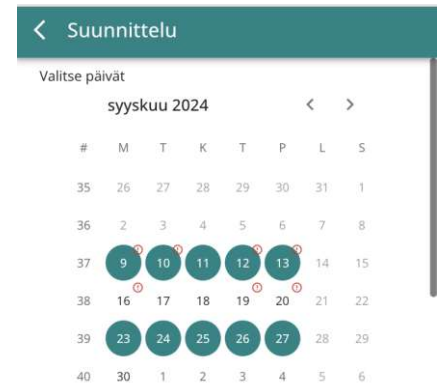 Suunnittelu
Valitse päivät
syyskuu 2024
# M T K T P L S
35 26 27 28 29 30 31 1
36 2 3 4 5 6 7 8
37 9 10 11 12 13 14 15
38 16 17 18 19 20 21 22
39 23 24 25 26 27 28 29
40 30 1 2 3 4 5 6